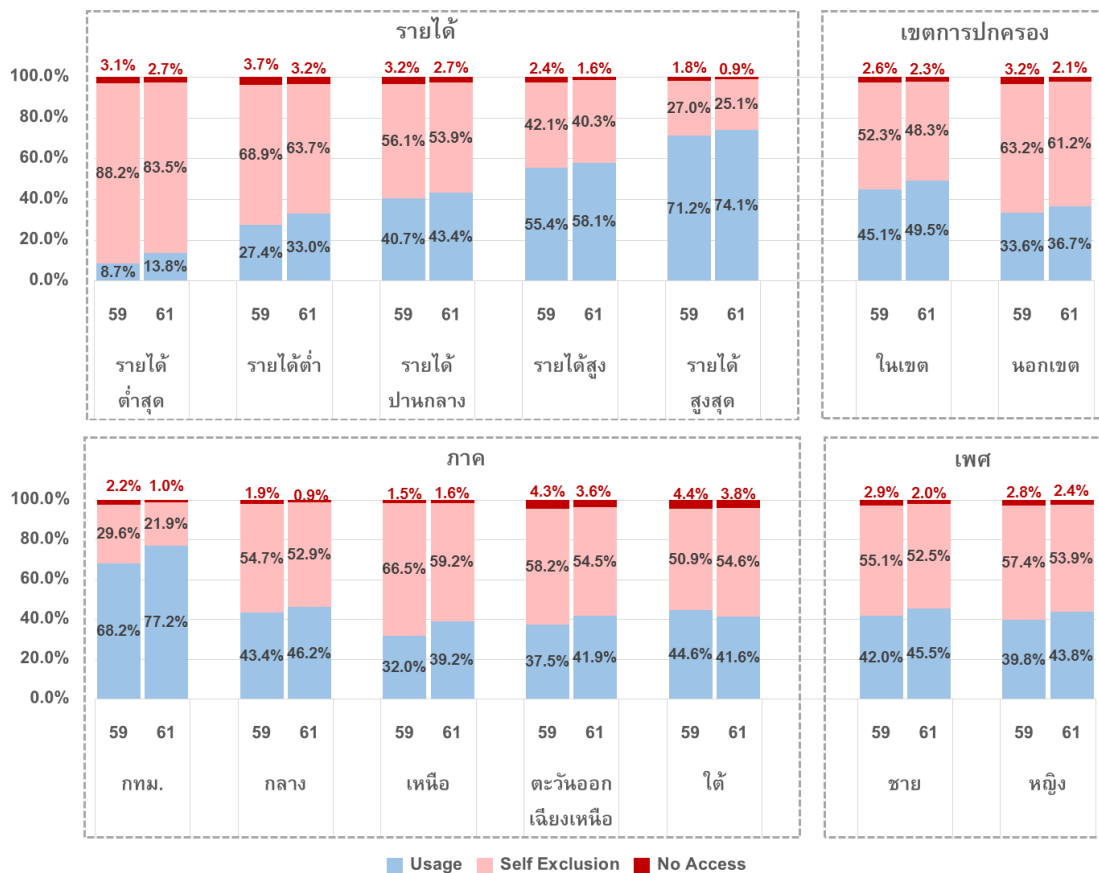 รายได้
3.1% 2.7% 3.7% 3.2% 3.2% 2.7% 2.4% 1.6% 1.8% 0.9%
100.0%
80.0%
60.0%
40.0%
20.0%
0.0%
88.2% 83.5% 68.9% 63.7% 56.1% 53.9% 42.1% 40.3% 27.0% 25.1%
8.7% 13.8% 27.4% 33.0% 40.7% 43.4% 55.4% 58.1% 71.2% 74.1%
59 61 59 61 59 61 59 61 59 61
รายได้ รายได้ต่ำ รายได้ รายได้สูง รายได้
ต่ำสุด ปานกลาง สูงสุด
เขตการปกครอง
2.6% 2.3% 3.2% 2.1%
52.3% 48.3% 63.2% 61.2%
45.1% 49.5% 33.6% 36.7%
59 61 59 61
ในเขต นอกเขต
ภาค
2.2% 1.0% 1.9% 0.9% 1.5% 1.6% 4.3% 3.6% 4.4% 3.8%
100.0%
80.0%
60.0%
40.0%
20.0%
0.0%
29.6% 21.9% 54.7% 52.9% 66.5% 59.2% 58.2% 54.5% 50.9% 54.6%
68.2% 77.2% 43.4% 46.2% 32.0% 39.2% 37.5% 41.9% 44.6% 41.6%
59 61 59 61 59 61 59 61 59 61
กทม. กลาง เหนือ ตะวันออก ใต้
เฉียงเหนือ
เพศ
2.9% 2.0% 2.8% 2.4%
55.1% 52.5% 57.4% 53.9%
42.0% 45.5% 39.8% 43.8%
59 61 59 61
ชาย หญิง
Usage Self Exclusion No Access